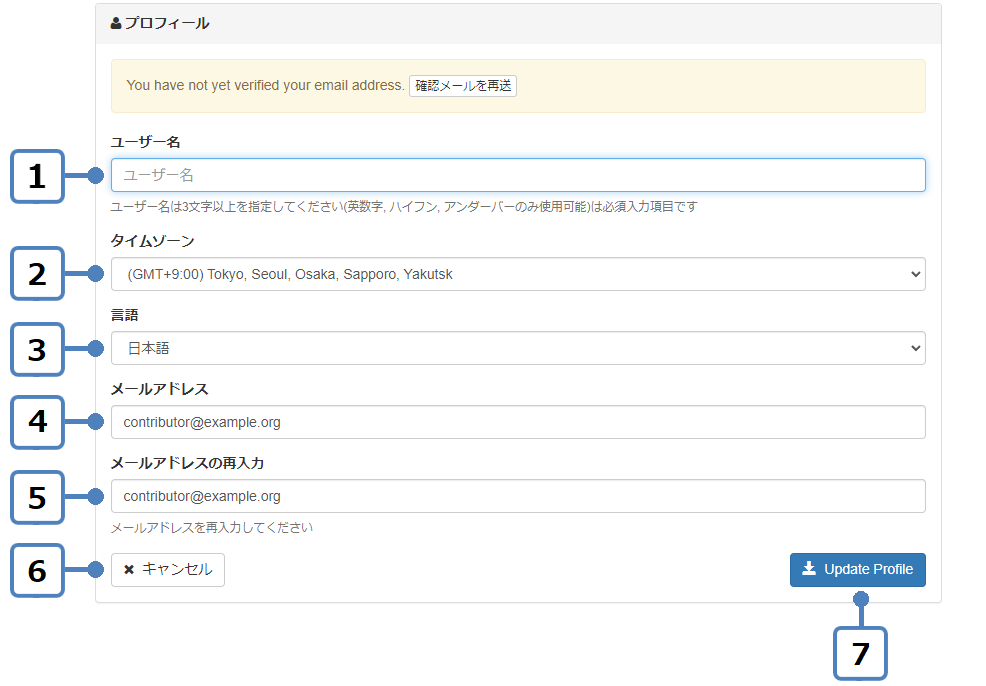 プロフィール
You have not yet verified your email address. 確認メールを再送
ユーザー名
1
ユーザー名
ユーザー名は3文字以上を指定してください(英数字, ハイフン, アンダーバーのみ使用可能)は必須入力項目です
タイムゾーン
2
(GMT+9:00) Tokyo, Seoul, Osaka, Sapporo, Yakutsk
言語
3
日本語
メールアドレス
4
contributor@example.org
メールアドレスの再入力
5
contributor@example.org
メールアドレスを再入力してください
6
キャンセル
Update Profile
7